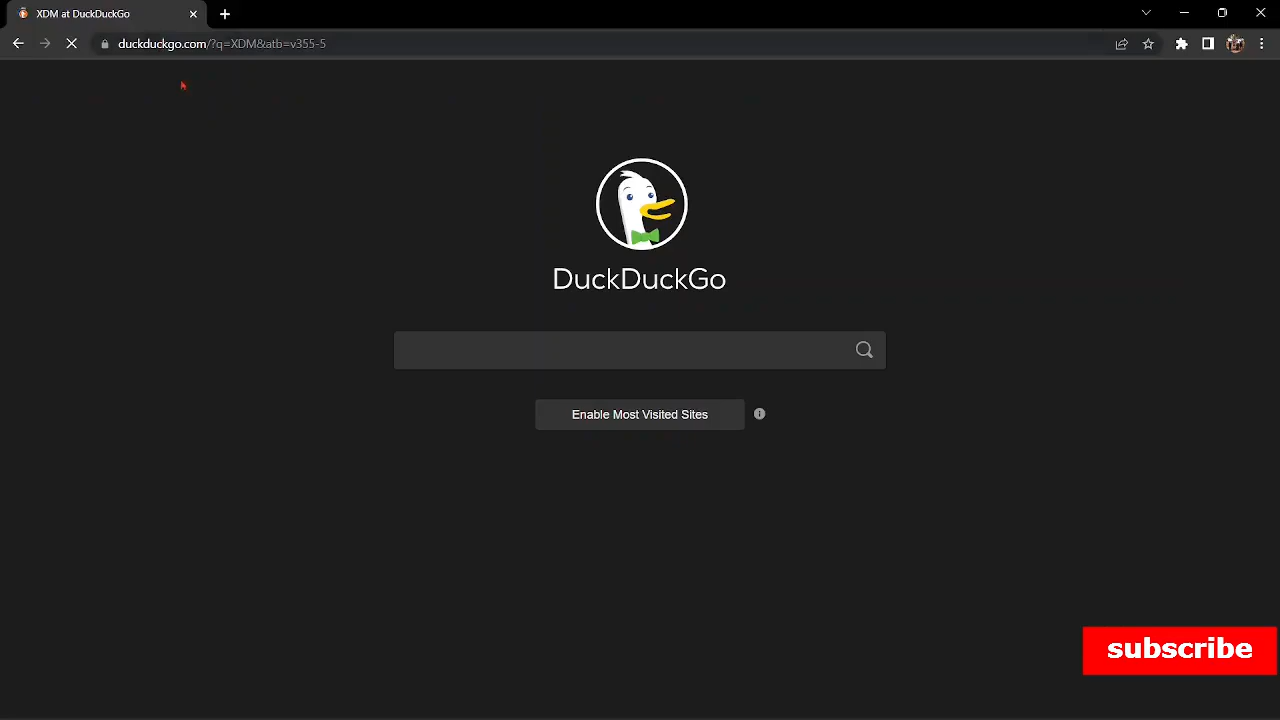 XDM at DuckDuckGo
duckduckgo.com/?q=XDM&atb=v355-5
DuckDuckGo
Enable Most Visited Sites
subscribe